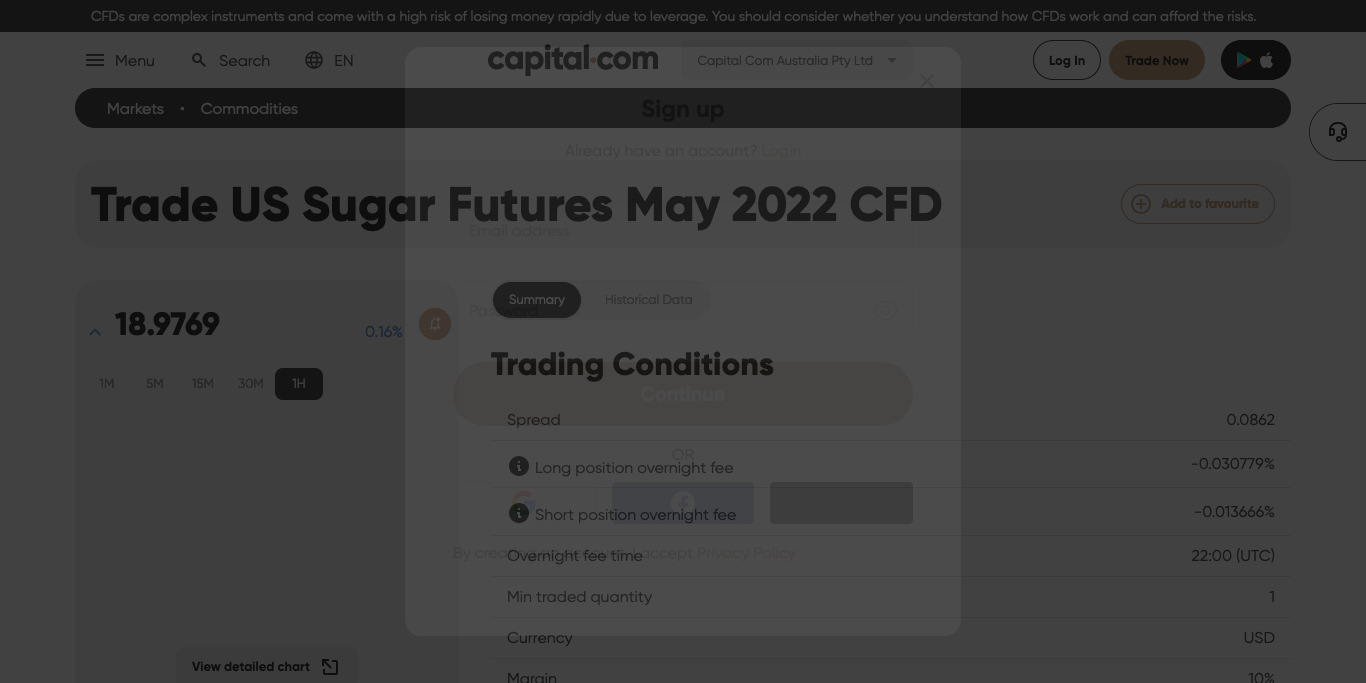 CFDs are complex instruments and come with a high risk of losing money rapidly due to leverage. You should consider whether you understand how CFDs work and can afford the risks.
Menu Search EN capital.com Capital Com Australia Pty Ltd Log In Trade Now
Markets • Commodities
Sign up
Already have an account? Login
Trade US Sugar Futures May 2022 CFD
Add to favourite
Email address
Summary Historical Data
Password
18.9769 0.16%
1M 5M 15M 30M 1H
Trading Conditions
Continue
Spread 0.0862
OR
Long position overnight fee -0.030779%
Short position overnight fee -0.013666%
By accept Privacy Policy
Overnight fee time 22:00 (UTC)
Min traded quantity 1
Currency USD
View detailed chart
Margin 10%